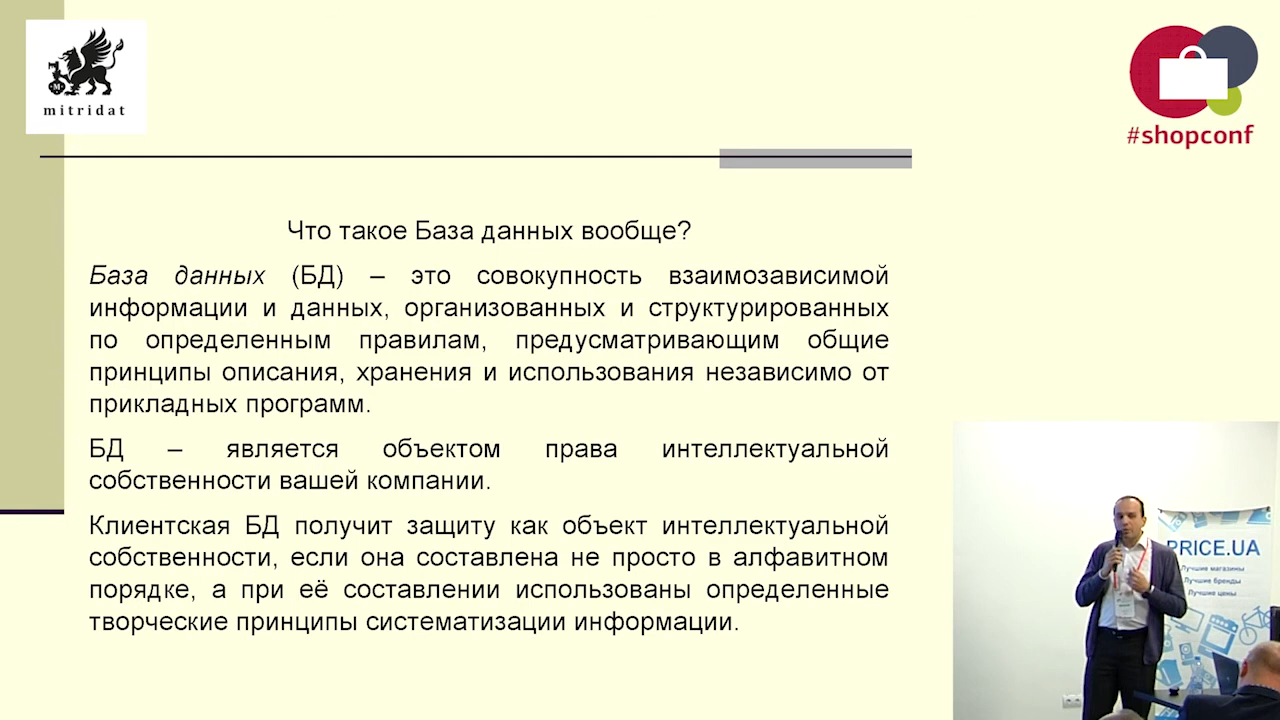 mitridat
#shopconf
Что такое База данных вообще?
База данных (БД) – это совокупность взаимозависимой
информации и данных, организованных и структурированных
по определенным правилам, предусматривающим общие
принципы описания, хранения и использования независимо от
прикладных программ.
БД – является объектом права интеллектуальной
собственности вашей компании.
Клиентская БД получит защиту как объект интеллектуальной
собственности, если она составлена не просто в алфавитном
порядке, а при её составлении использованы определенные
творческие принципы систематизации информации.
PRICE.UA
Лучшие магазины
Лучшие бренды
Лучшие цены